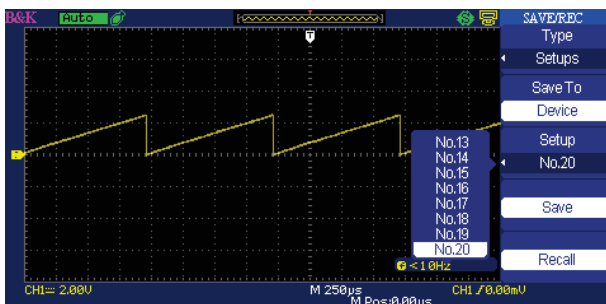 B&K Auto SAVE/REC
Type
Setups
Save To
Device
Setup
No.20
Save
Recall
No.13
No.14
No.15
No.16
No.17
No.18
No.19
No.20
<10Hz
CH1 2.00V M 250µs CH1 0.00mV
M Pos:0.00µs